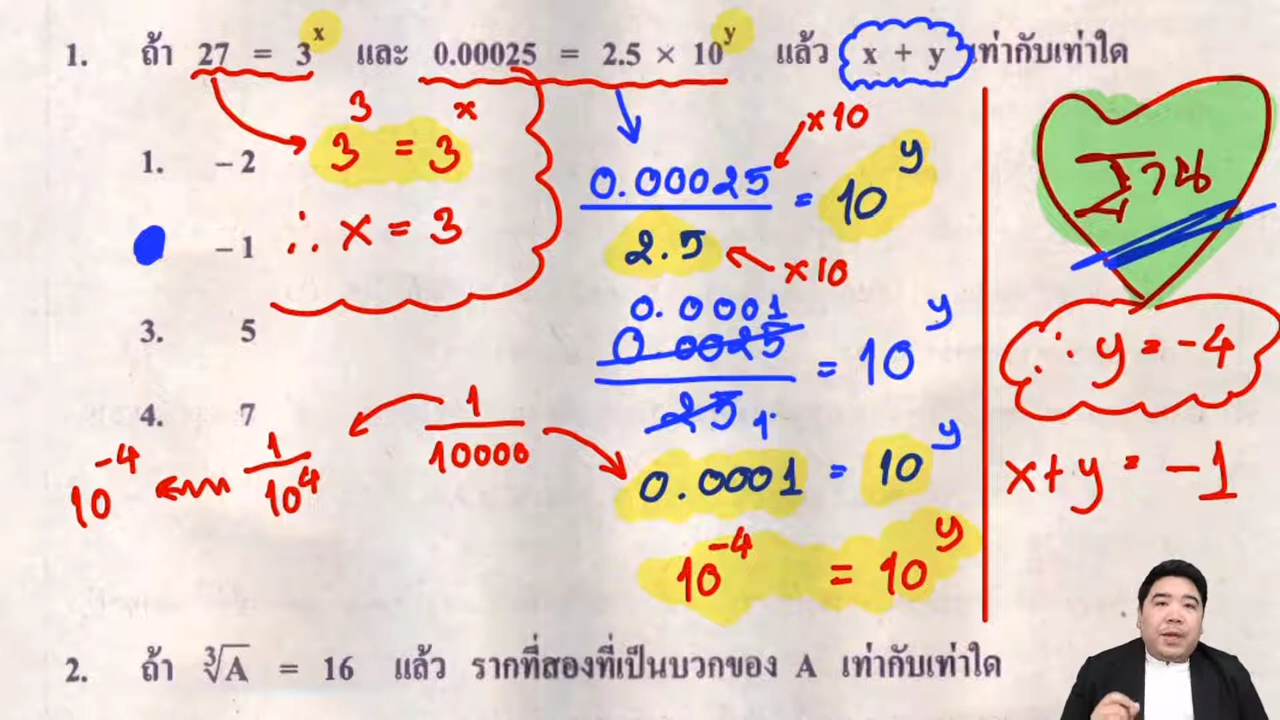 1. ถ้า 27 = 3^x และ 0.00025 = 2.5 × 10^y แล้ว x + y เท่ากับเท่าใด
1. – 2
– 1
3. 5
4. 7
3^3 = 3^x
∴ x = 3
0.00025 / 2.5 = 10^y
×10
×10
0.0001
0.0025 / 25 = 10^y
1
0.0001 = 10^y
1/10000
1/10^4
10^-4
10^-4 = 10^y
ฐาน
∴ y = -4
x + y = -1
2. ถ้า ∛A = 16 แล้ว รากที่สองที่เป็นบวกของ A เท่ากับเท่าใด